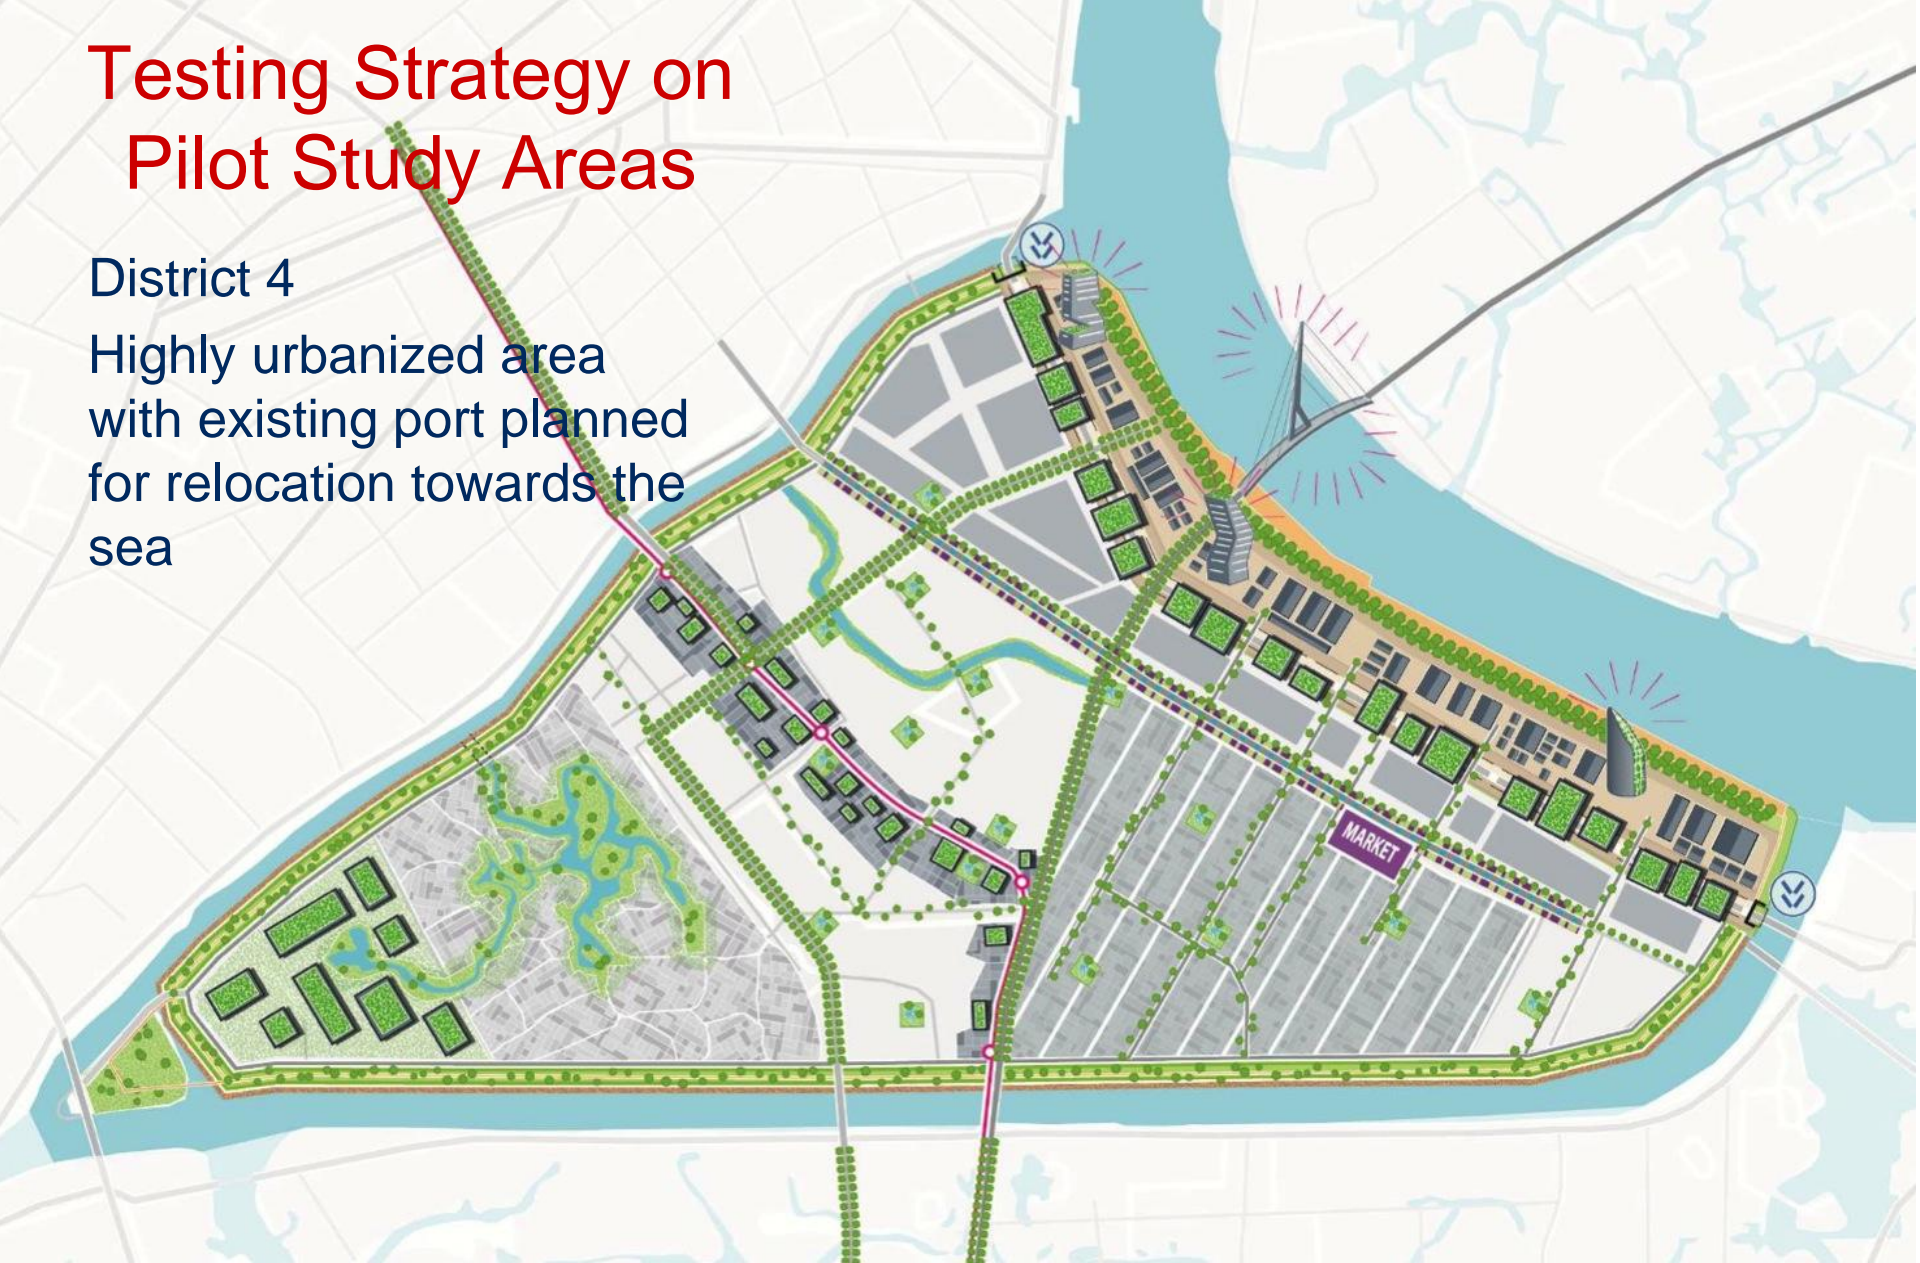 Testing Strategy on
Pilot Study Areas
District 4
Highly urbanized area
with existing port planned
for relocation towards the
sea
MARKET